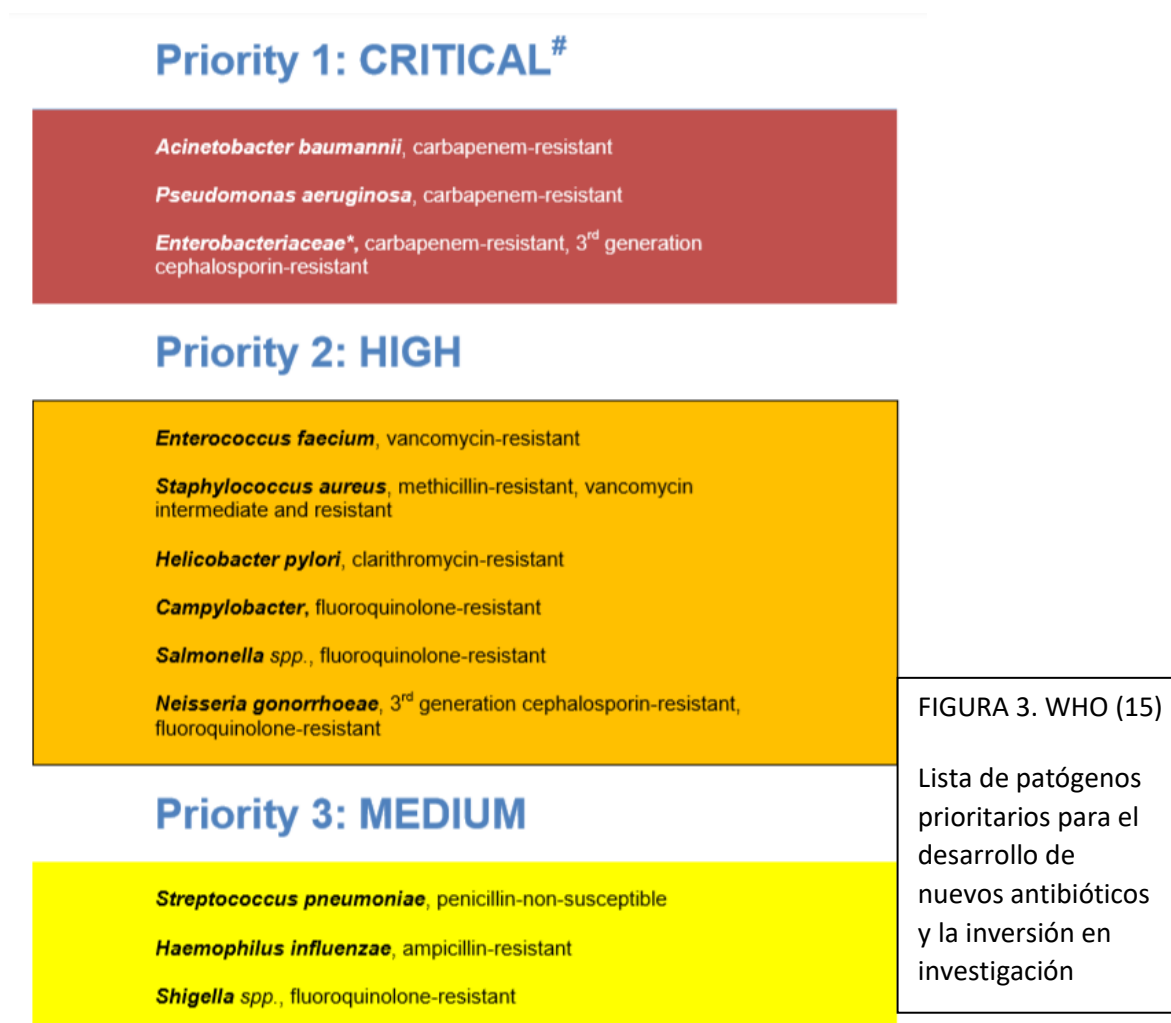 Priority 1: CRITICAL#
Acinetobacter baumannii, carbapenem-resistant
Pseudomonas aeruginosa, carbapenem-resistant
Enterobacteriaceae*, carbapenem-resistant, 3rd generation
cephalosporin-resistant
Priority 2: HIGH
Enterococcus faecium, vancomycin-resistant
Staphylococcus aureus, methicillin-resistant, vancomycin
intermediate and resistant
Helicobacter pylori, clarithromycin-resistant
Campylobacter, fluoroquinolone-resistant
Salmonella spp., fluoroquinolone-resistant
Neisseria gonorrhoeae, 3rd generation cephalosporin-resistant,
fluoroquinolone-resistant
Priority 3: MEDIUM
Streptococcus pneumoniae, penicillin-non-susceptible
Haemophilus influenzae, ampicillin-resistant
Shigella spp., fluoroquinolone-resistant
FIGURA 3. WHO (15)
Lista de patógenos
prioritarios para el
desarrollo de
nuevos antibióticos
y la inversión en
investigación